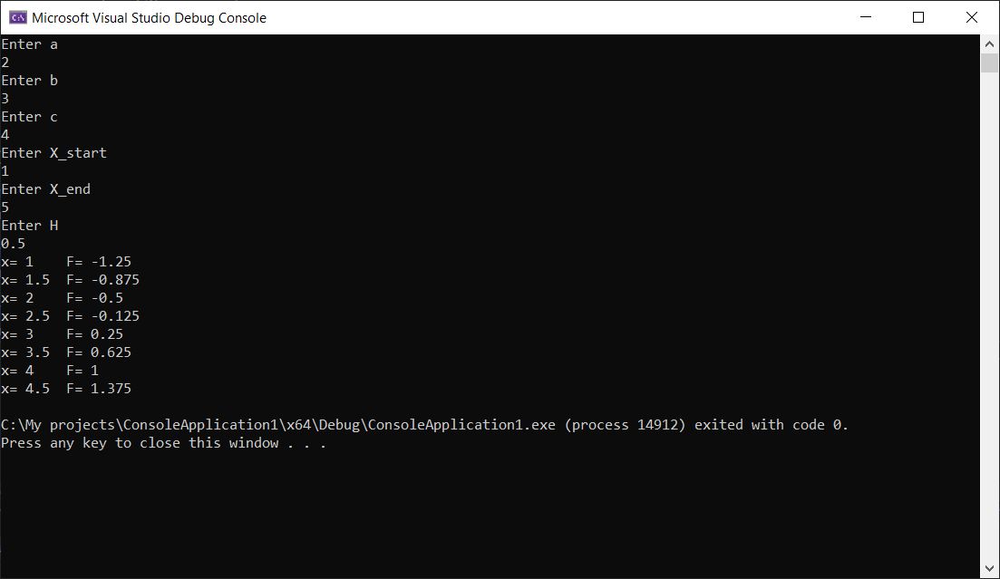 Microsoft Visual Studio Debug Console
Enter a
2
Enter b
3
Enter c
4
Enter X_start
1
Enter X_end
5
Enter H
0.5
x= 1    F= -1.25
x= 1.5  F= -0.875
x= 2    F= -0.5
x= 2.5  F= -0.125
x= 3    F= 0.25
x= 3.5  F= 0.625
x= 4    F= 1
x= 4.5  F= 1.375
C:\My projects\ConsoleApplication1\x64\Debug\ConsoleApplication1.exe (process 14912) exited with code 0.
Press any key to close this window . . .